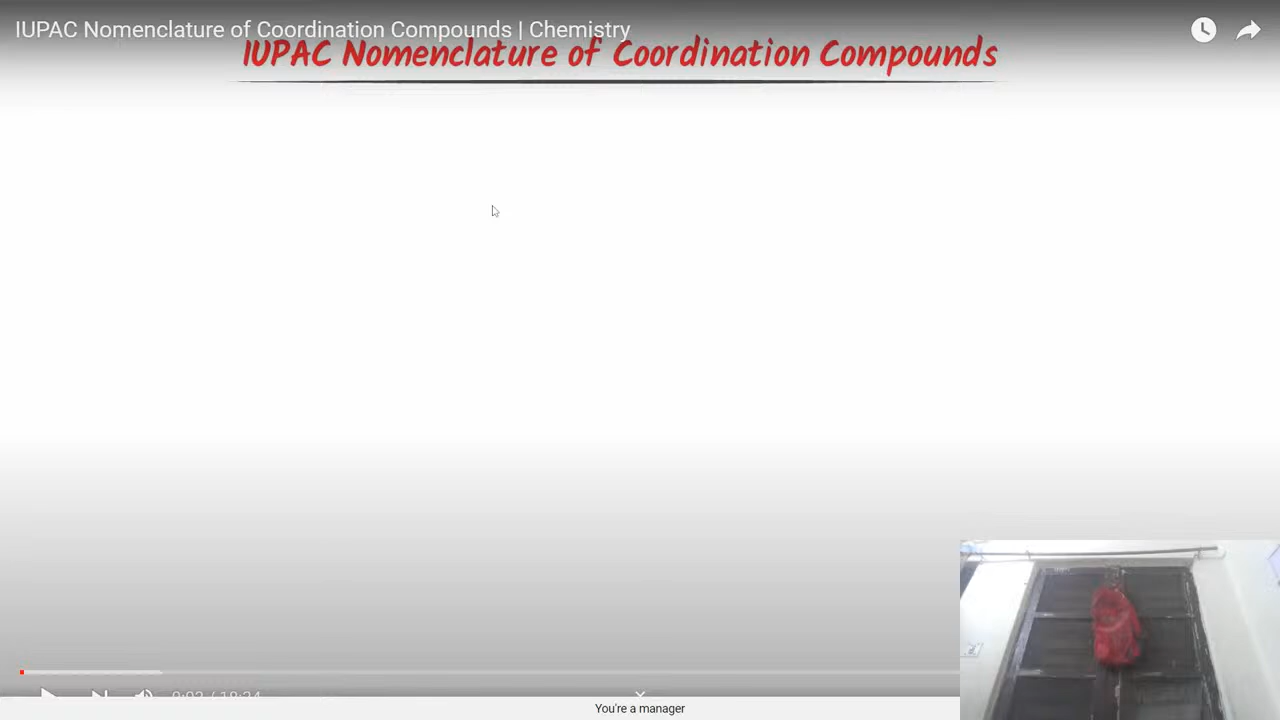 IUPAC Nomenclature of Coordination Compounds | Chemistry
IUPAC Nomenclature of Coordination Compounds
You're a manager